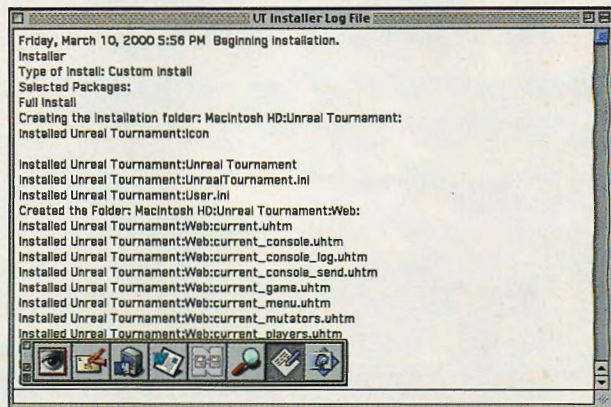 UT Installer Log File
Friday, March 10, 2000 5:56 PM Beginning installation.
Installer
Type of Install: Custom Install
Selected Packages:
Full Install
Creating the installation folder: Macintosh HD:Unreal Tournament:
Installed Unreal Tournament:Icon
Installed Unreal Tournament:Unreal Tournament
Installed Unreal Tournament:UnrealTournament.ini
Installed Unreal Tournament:User.ini
Created the Folder: Macintosh HD:Unreal Tournament:Web:
Installed Unreal Tournament:Web:current.uhtm
Installed Unreal Tournament:Web:current_console.uhtm
Installed Unreal Tournament:Web:current_console_log.uhtm
Installed Unreal Tournament:Web:current_console_send.uhtm
Installed Unreal Tournament:Web:current_game.uhtm
Installed Unreal Tournament:Web:current_menu.uhtm
Installed Unreal Tournament:Web:current_mutators.uhtm
Installed Unreal Tournament:Web:current_players.uhtm